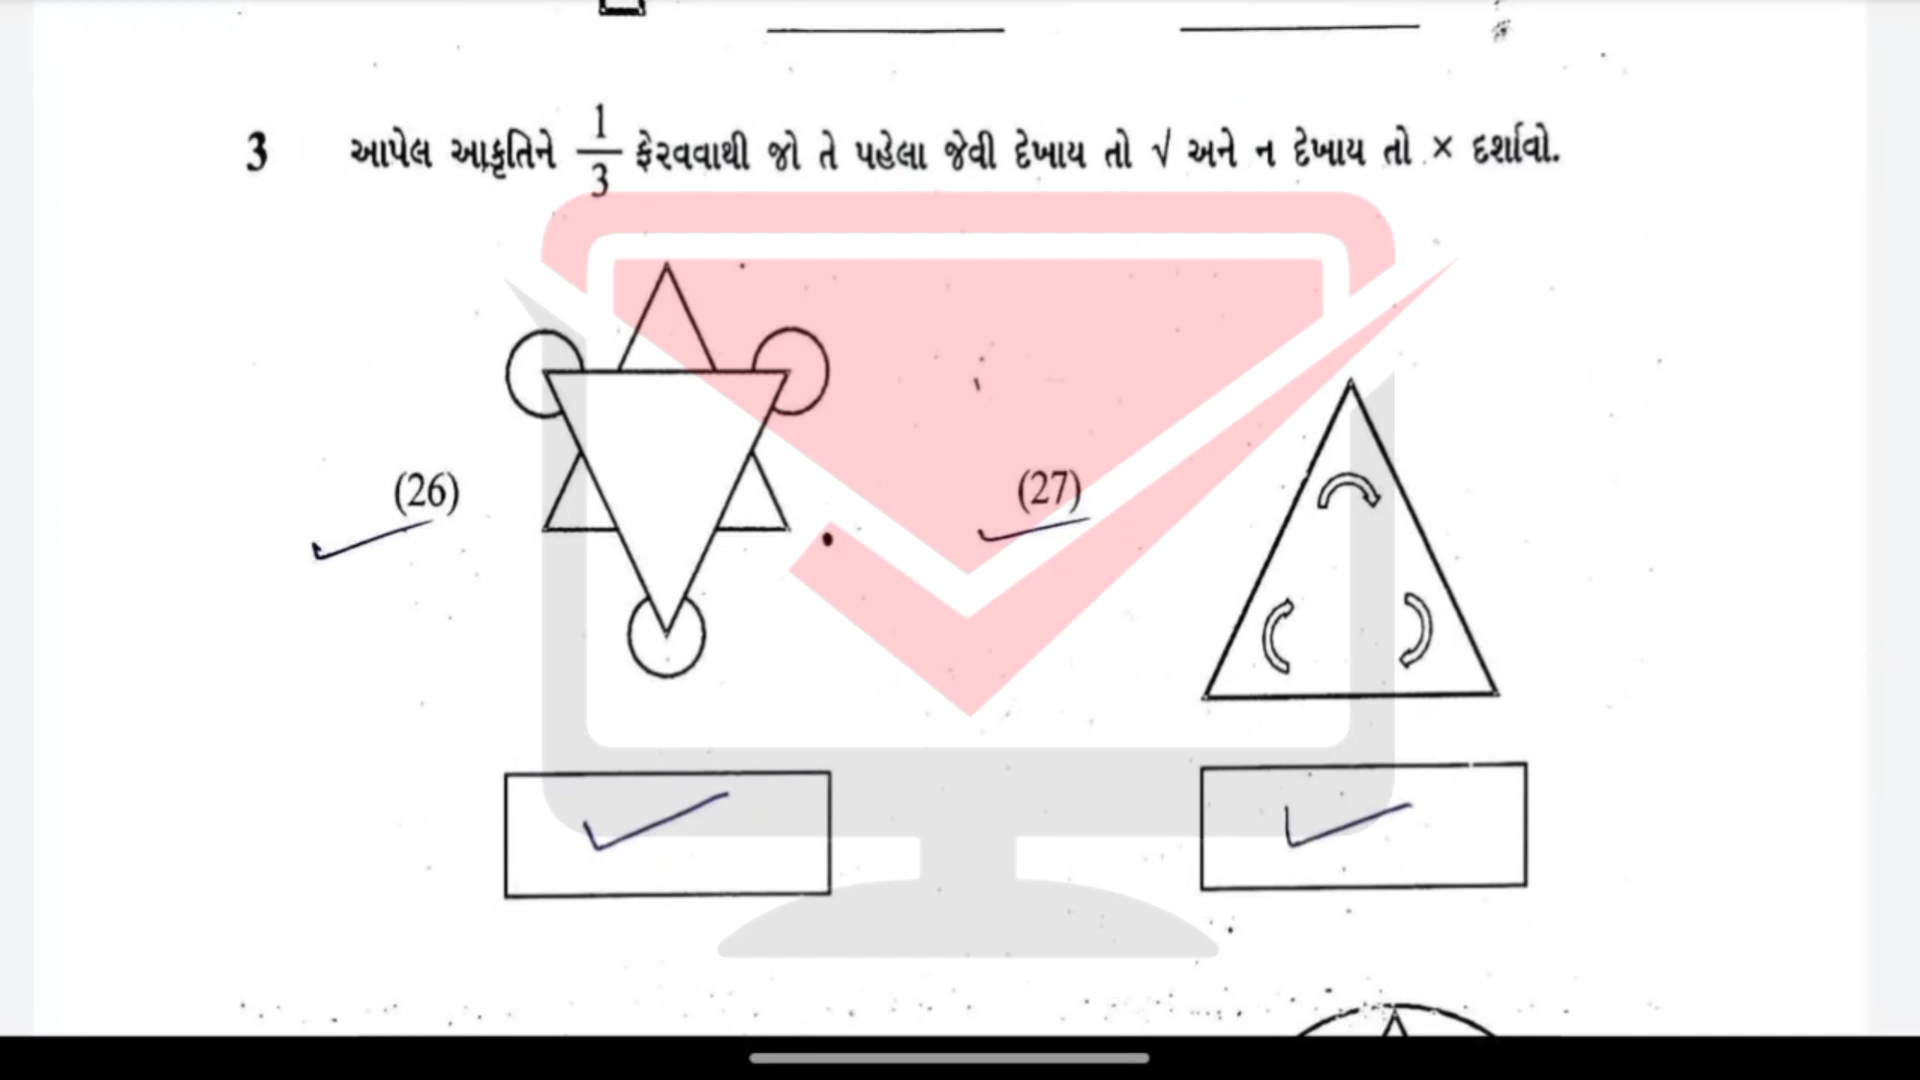 3 આપેલ આકૃતિને 1/3 ફેરવવાથી જો તે પહેલા જેવી દેખાય તો √ અને ન દેખાય તો × દર્શાવો.
(26) (27)